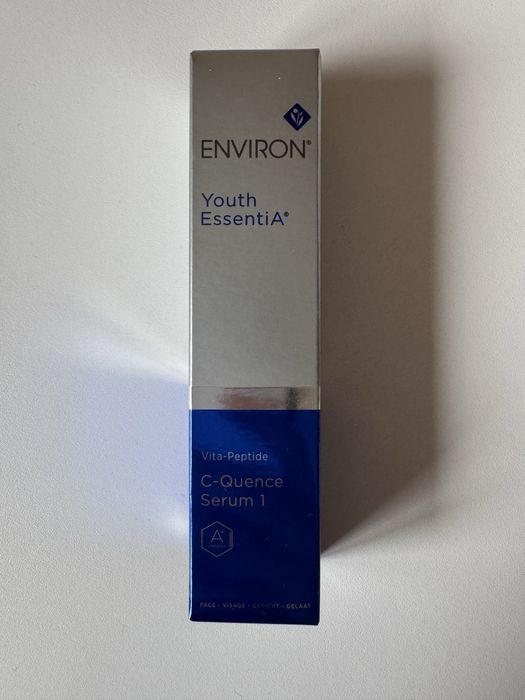 ENVIRON®
Youth
EssentiA®
Vita-Peptide
C-Quence
Serum 1
A+
FACE - VISAGE - GESICHT - GELAAT